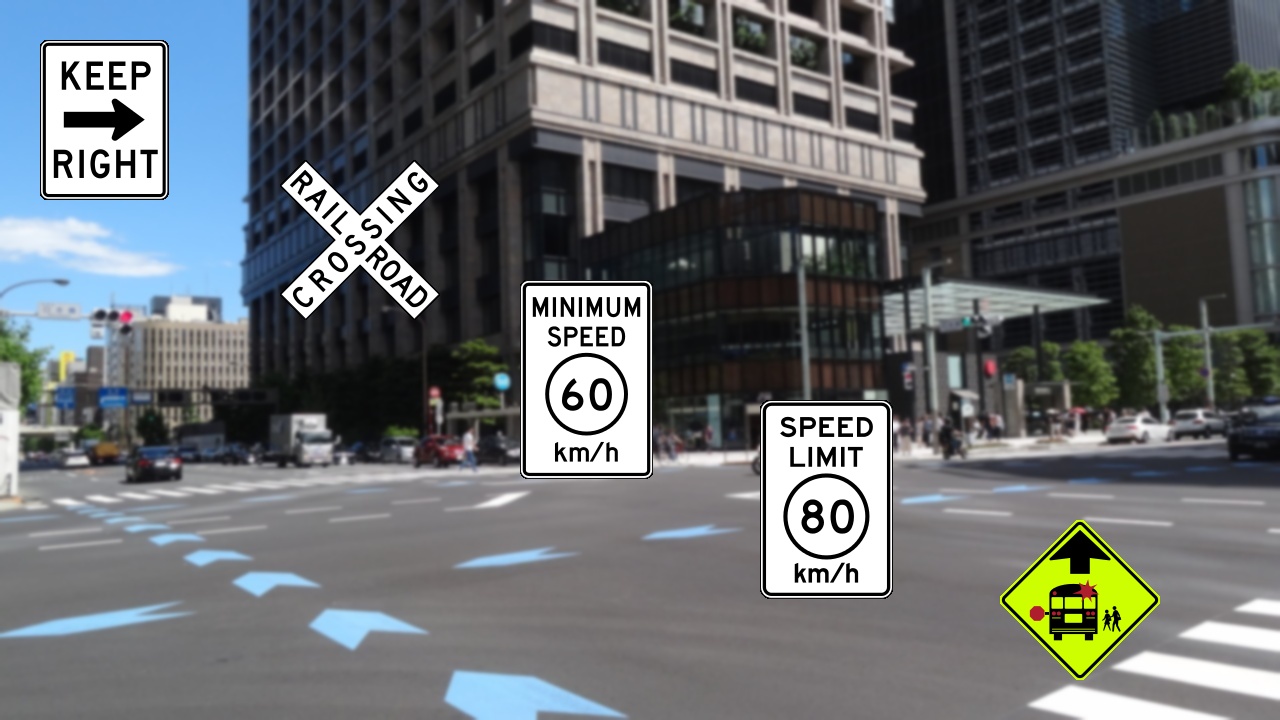 KEEP
RIGHT
RAILROAD
CROSSING
MINIMUM
SPEED
60
km/h
SPEED
LIMIT
80
km/h